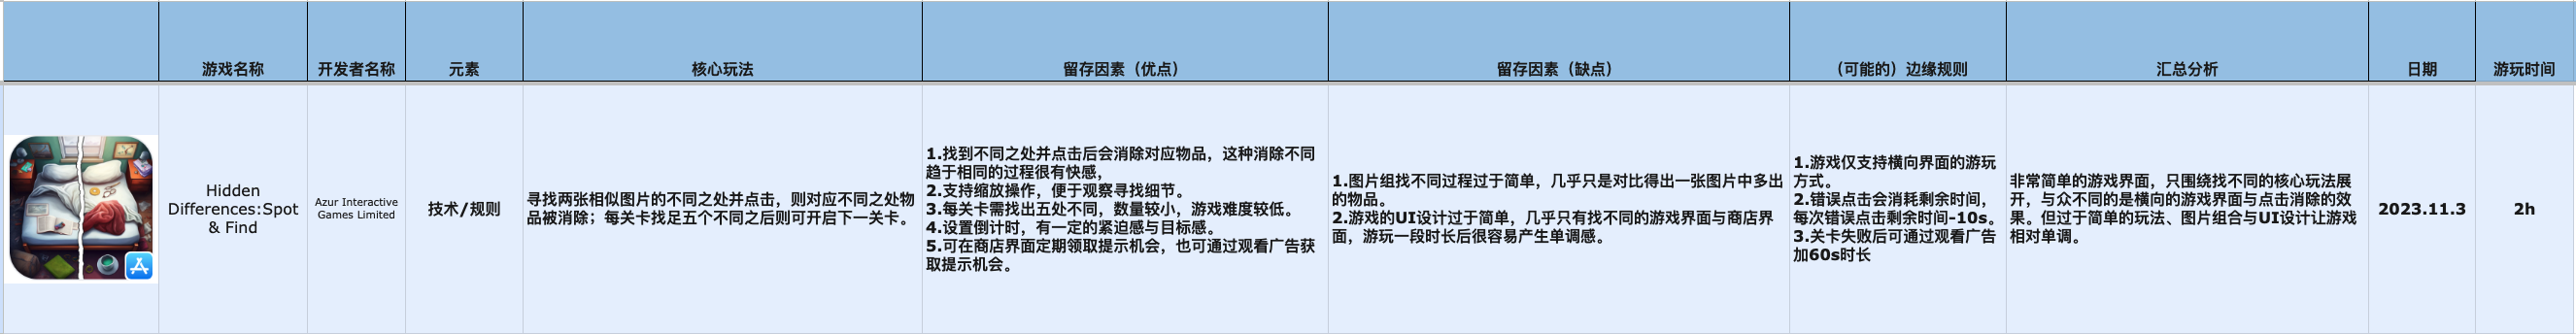 游戏名称
开发者名称
元素
核心玩法
留存因素（优点）
留存因素（缺点）
（可能的）边缘规则
汇总分析
日期
游玩时间
Hidden
Differences:Spot
& Find
Azur Interactive
Games Limited
技术/规则
寻找两张相似图片的不同之处并点击，则对应不同之处物
品被消除；每关卡找足五个不同之后则可开启下一关卡。
1.找到不同之处并点击后会消除对应物品，这种消除不同
趋于相同的过程很有快感，
2.支持缩放操作，便于观察寻找细节。
3.每关卡需找出五处不同，数量较小，游戏难度较低。
4.设置倒计时，有一定的紧迫感与目标感。
5.可在商店界面定期领取提示机会，也可通过观看广告获
取提示机会。
1.图片组找不同过程过于简单，几乎只是对比得出一张图片中多出
的物品。
2.游戏的UI设计过于简单，几乎只有找不同的游戏界面与商店界
面，游玩一段时长后很容易产生单调感。
1.游戏仅支持横向界面的游玩
方式。
2.错误点击会消耗剩余时间，
每次错误点击剩余时间-10s。
3.关卡失败后可通过观看广告
加60s时长
非常简单的游戏界面，只围绕找不同的核心玩法展
开，与众不同的是横向的游戏界面与点击消除的效
果。但过于简单的玩法、图片组合与UI设计让游戏
相对单调。
2023.11.3
2h